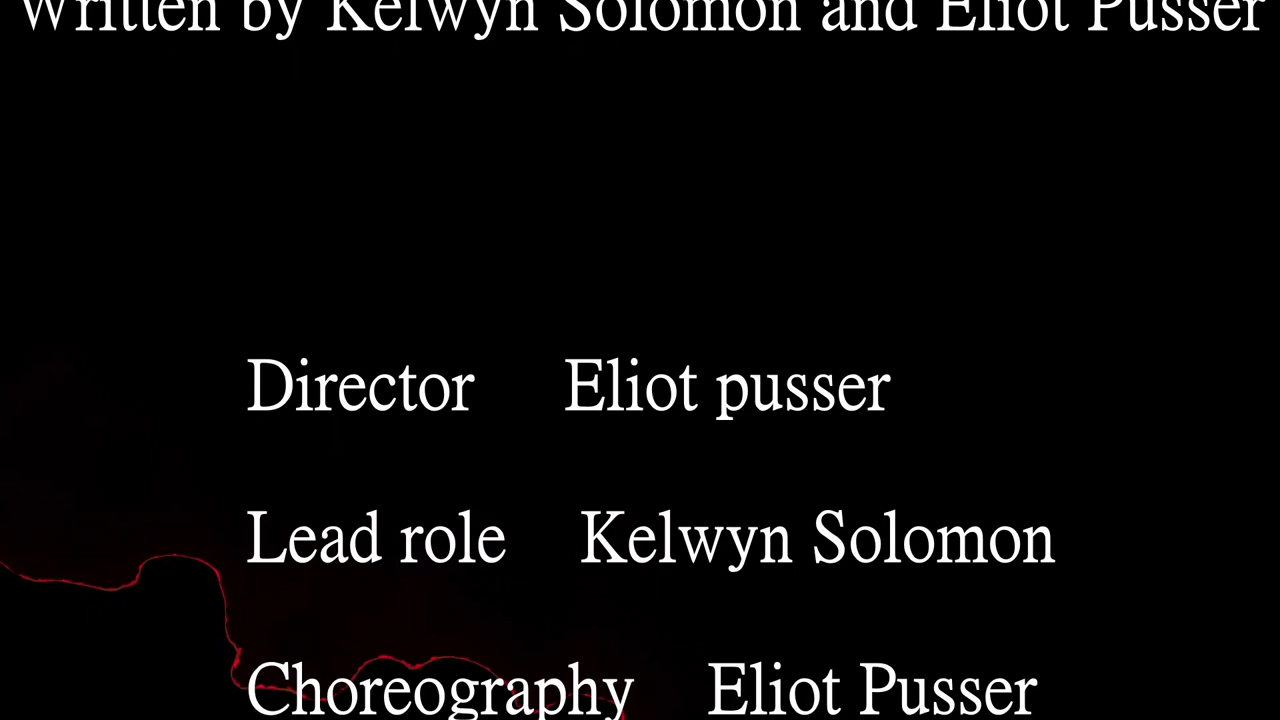 Written by Kelwyn Solomon and Eliot Pusser
Director Eliot pusser
Lead role Kelwyn Solomon
Choreography Eliot Pusser